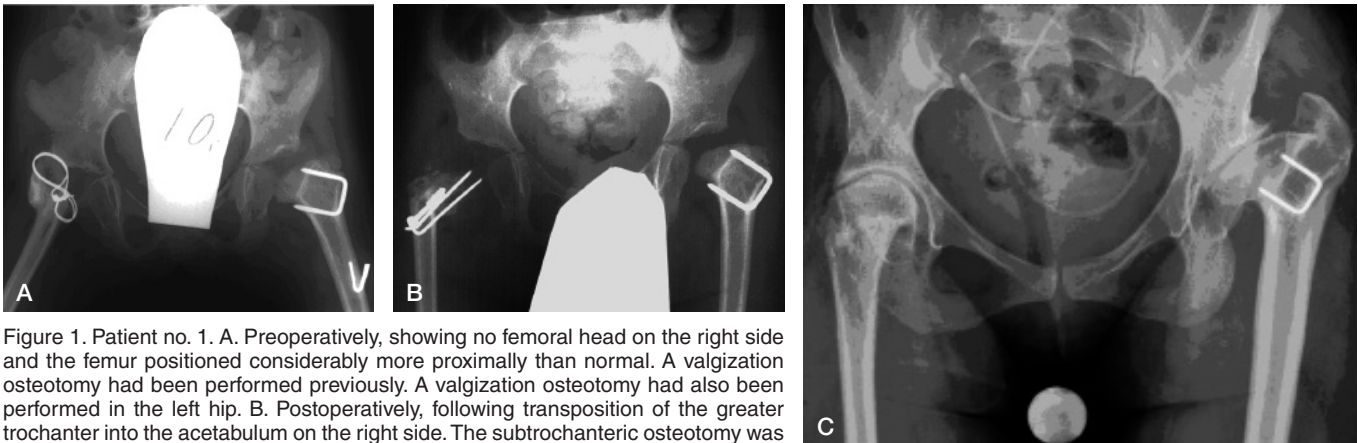 10.
A
B
C
Figure 1. Patient no. 1. A. Preoperatively, showing no femoral head on the right side
and the femur positioned considerably more proximally than normal. A valgization
osteotomy had been performed previously. A valgization osteotomy had also been
performed in the left hip. B. Postoperatively, following transposition of the greater
trochanter into the acetabulum on the right side. The subtrochanteric osteotomy was